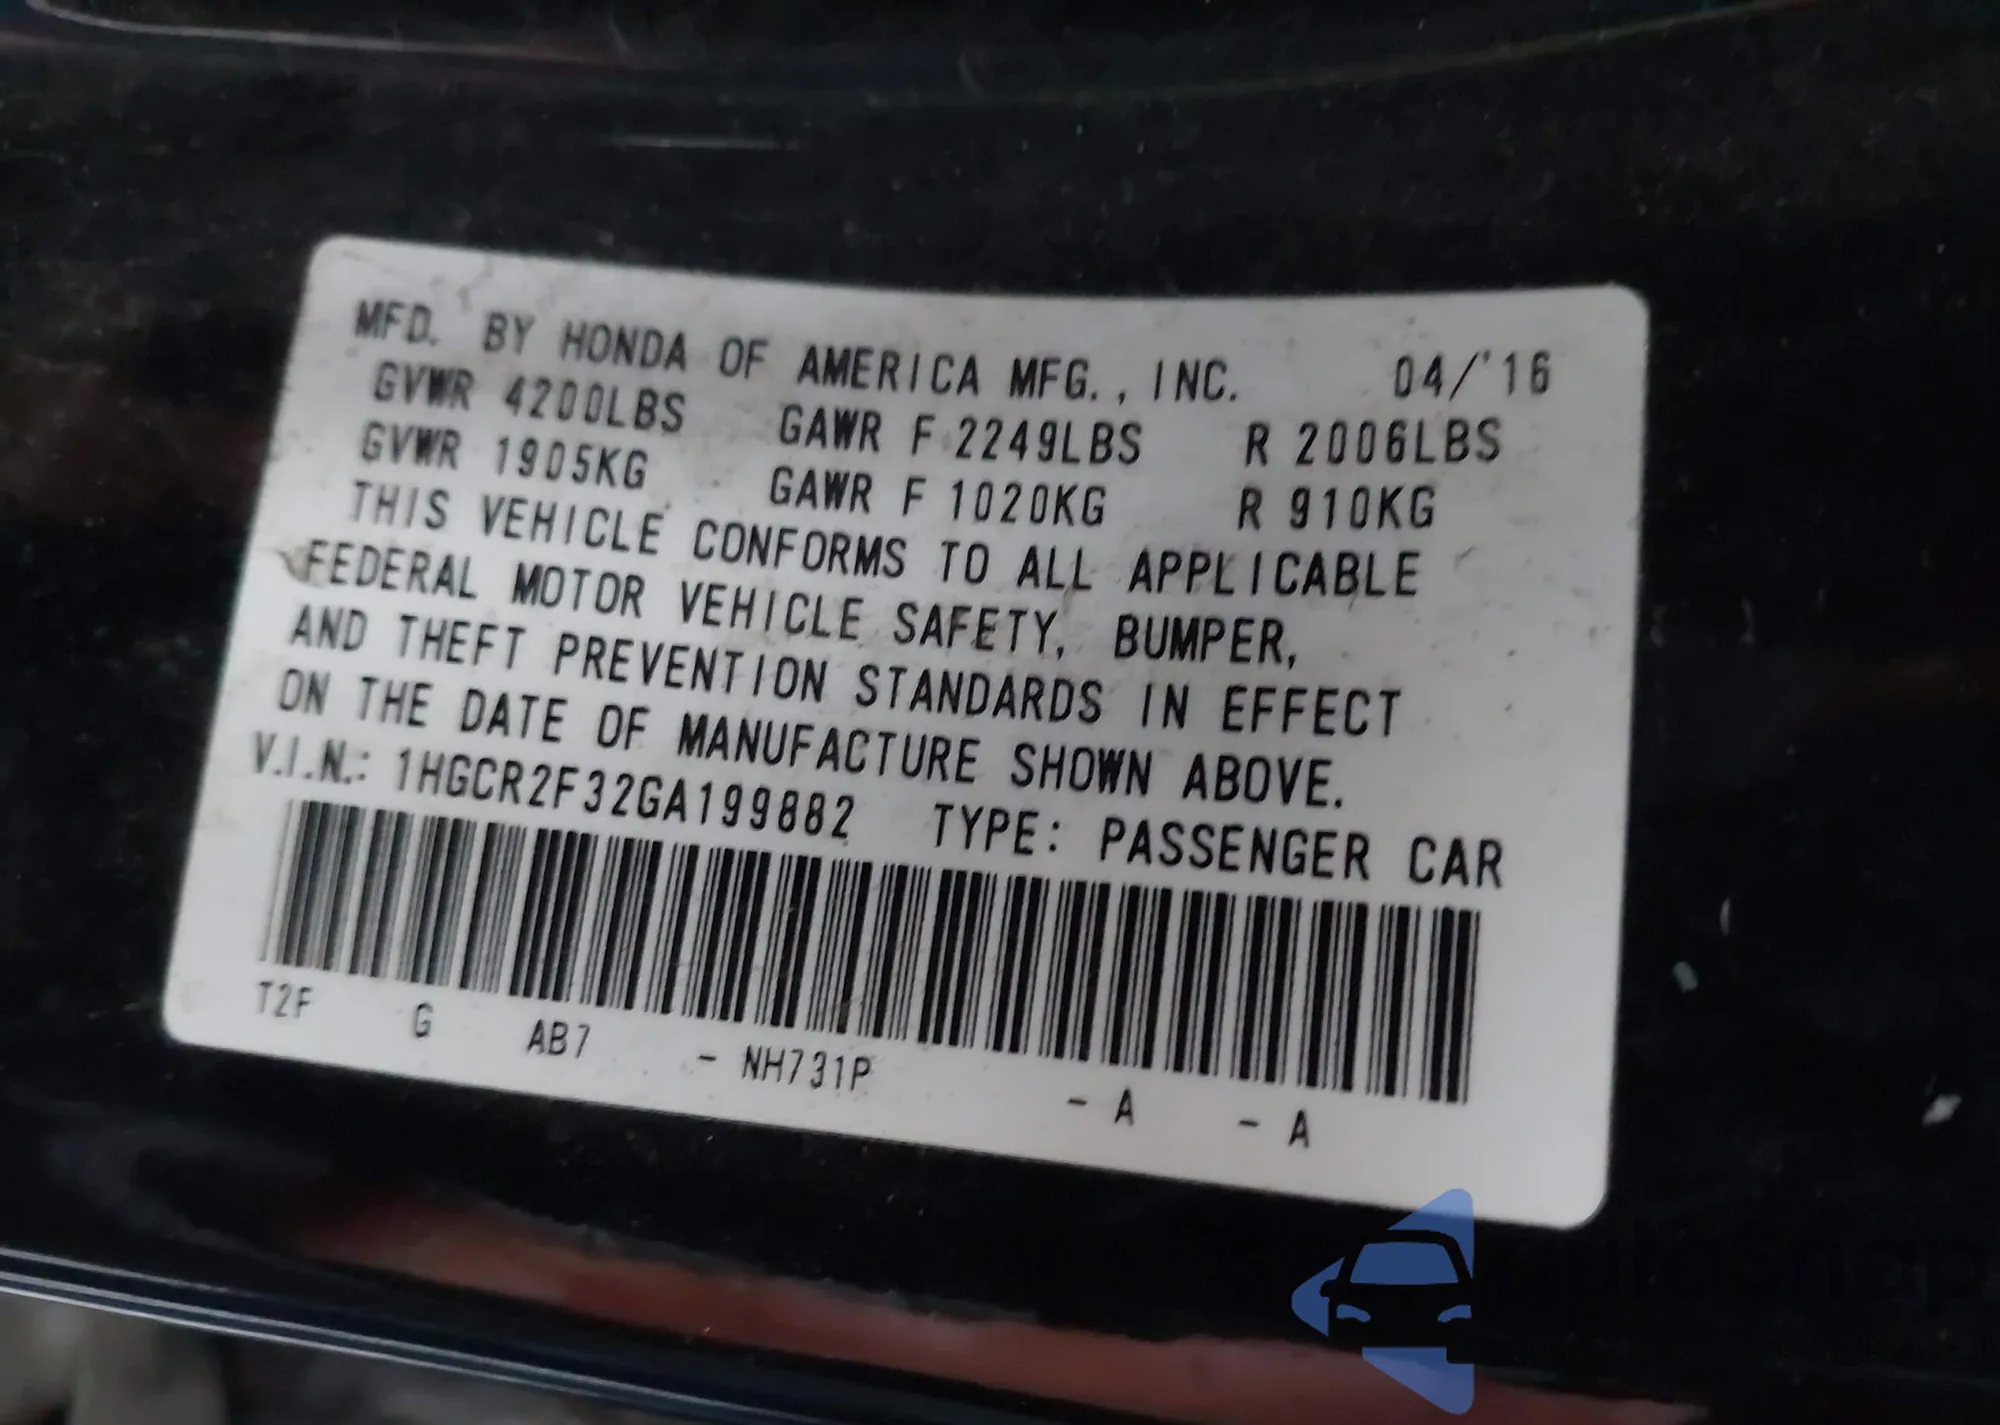 MFD. BY HONDA OF AMERICA MFG., INC. 04/'16
GVWR 4200LBS GAWR F 2249LBS R 2006LBS
GVWR 1905KG GAWR F 1020KG R 910KG
THIS VEHICLE CONFORMS TO ALL APPLICABLE
FEDERAL MOTOR VEHICLE SAFETY, BUMPER,
AND THEFT PREVENTION STANDARDS IN EFFECT
ON THE DATE OF MANUFACTURE SHOWN ABOVE.
V.I.N.: 1HGCR2F32GA199882 TYPE: PASSENGER CAR
T2F G AB7 - NH731P - A - A